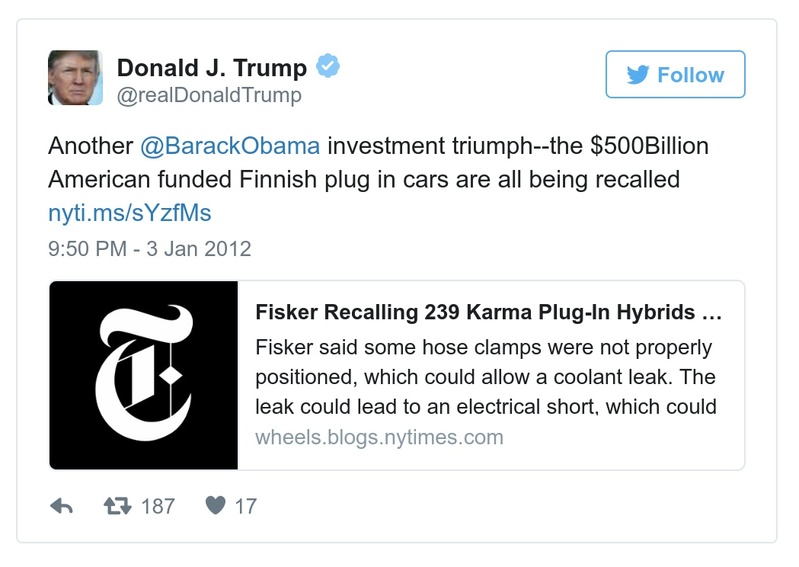 Donald J. Trump
@realDonaldTrump
Follow
Another @BarackObama investment triumph--the $500Billion
American funded Finnish plug in cars are all being recalled
nyti.ms/sYzfMs
9:50 PM - 3 Jan 2012
Fisker Recalling 239 Karma Plug-In Hybrids ...
Fisker said some hose clamps were not properly
positioned, which could allow a coolant leak. The
leak could lead to an electrical short, which could
wheels.blogs.nytimes.com
187
17